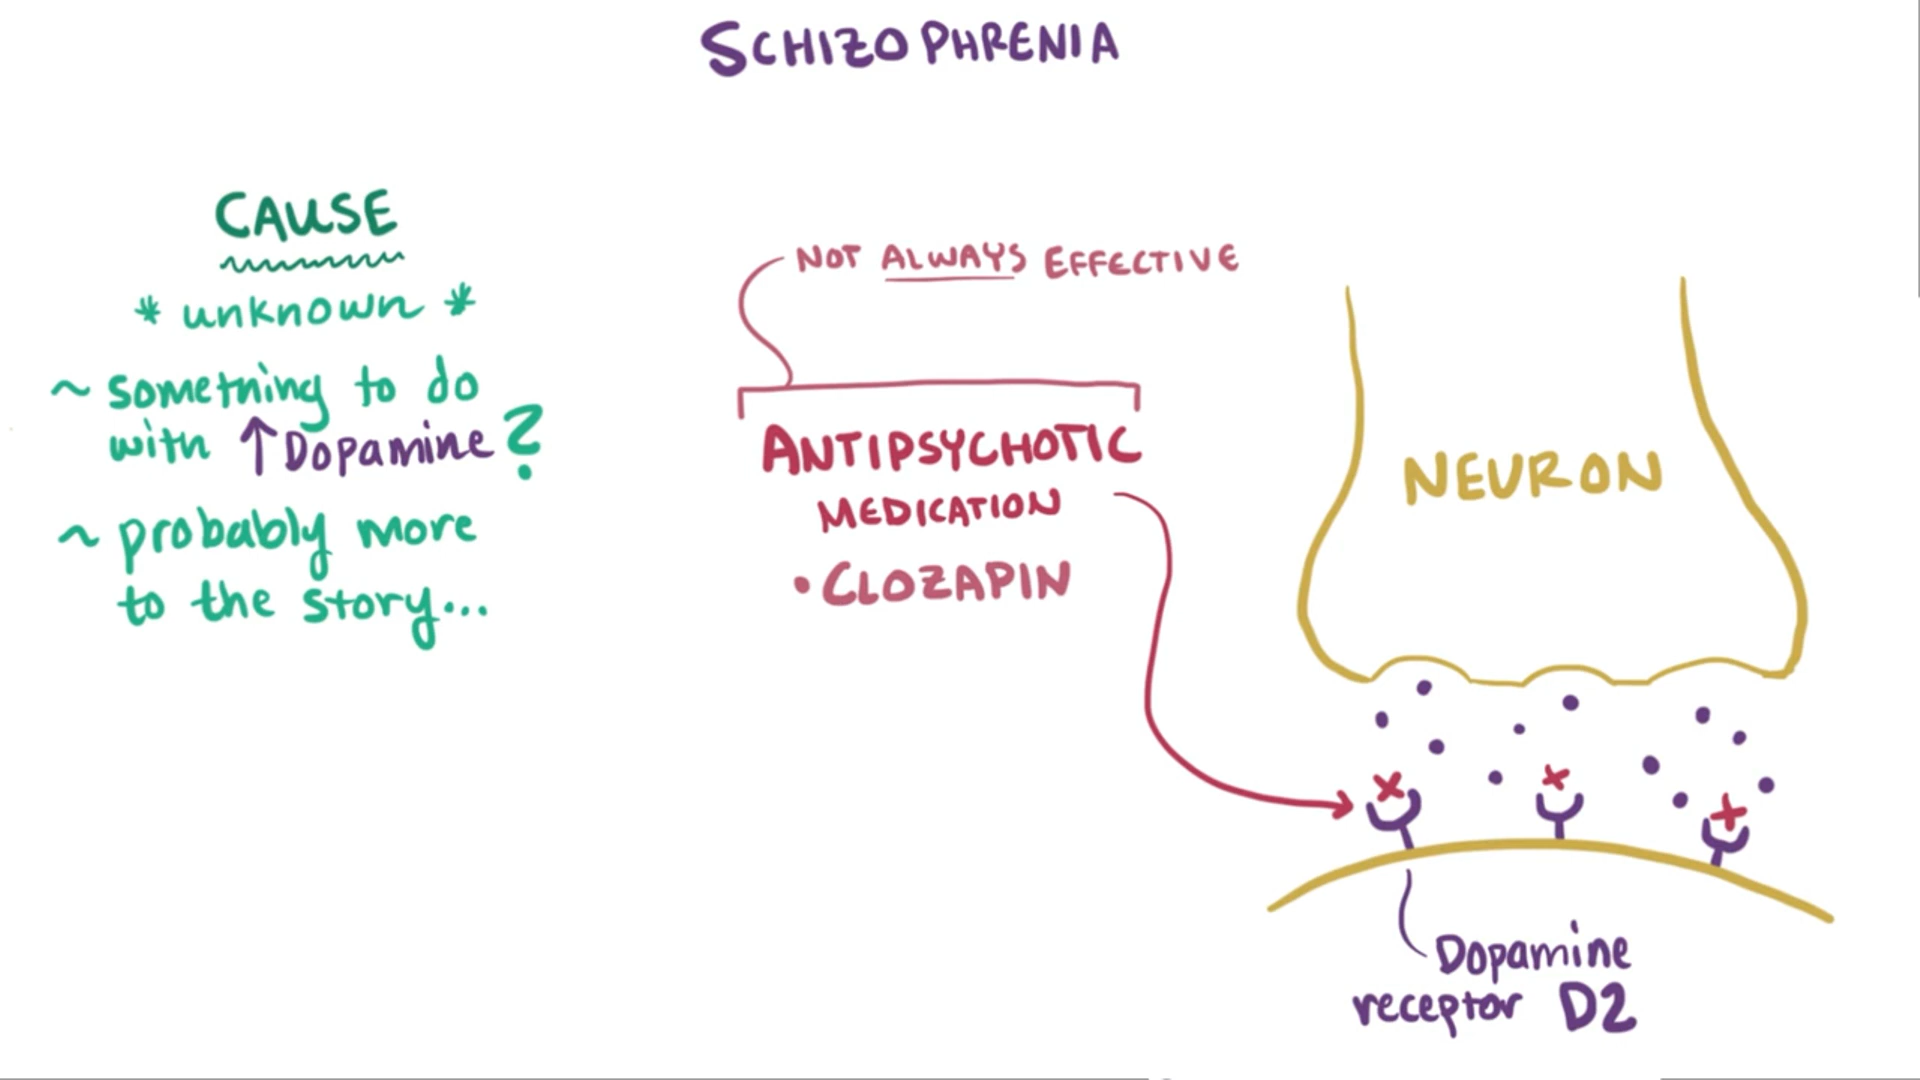 SCHIZOPHRENIA
CAUSE
* unknown *
~ something to do
with ↑ Dopamine ?
~ probably more
to the story...
NOT ALWAYS EFFECTIVE
ANTIPSYCHOTIC
MEDICATION
• CLOZAPIN
NEURON
Dopamine
receptor D2